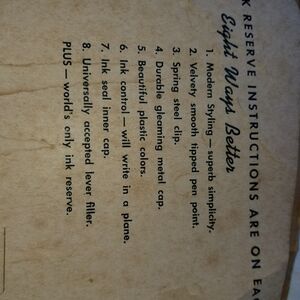 K RESERVE INSTRUCTIONS ARE ON EA
Eight Ways Better
1. Modern Styling — superb simplicity.
2. Velvety smooth tipped pen point.
3. Spring steel clip.
4. Durable gleaming metal cap.
5. Beautiful plastic colors.
6. Ink control — will write in a plane.
7. Ink seal inner cap.
8. Universally accepted lever filler.
PLUS — world's only ink reserve.